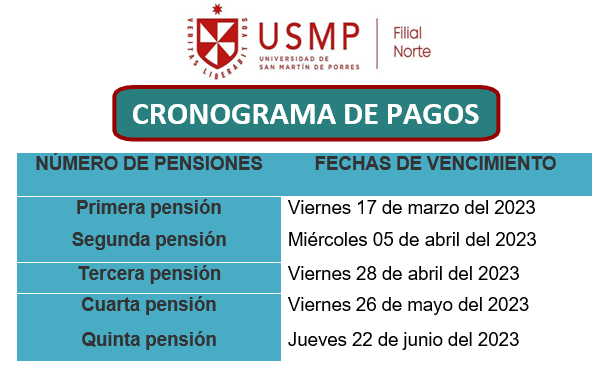 VERITAS LIBERABIT VOS
USMP
UNIVERSIDAD DE
SAN MARTÍN DE PORRES
Filial
Norte
CRONOGRAMA DE PAGOS
NÚMERO DE PENSIONES FECHAS DE VENCIMIENTO
Primera pensión Viernes 17 de marzo del 2023
Segunda pensión Miércoles 05 de abril del 2023
Tercera pensión Viernes 28 de abril del 2023
Cuarta pensión Viernes 26 de mayo del 2023
Quinta pensión Jueves 22 de junio del 2023